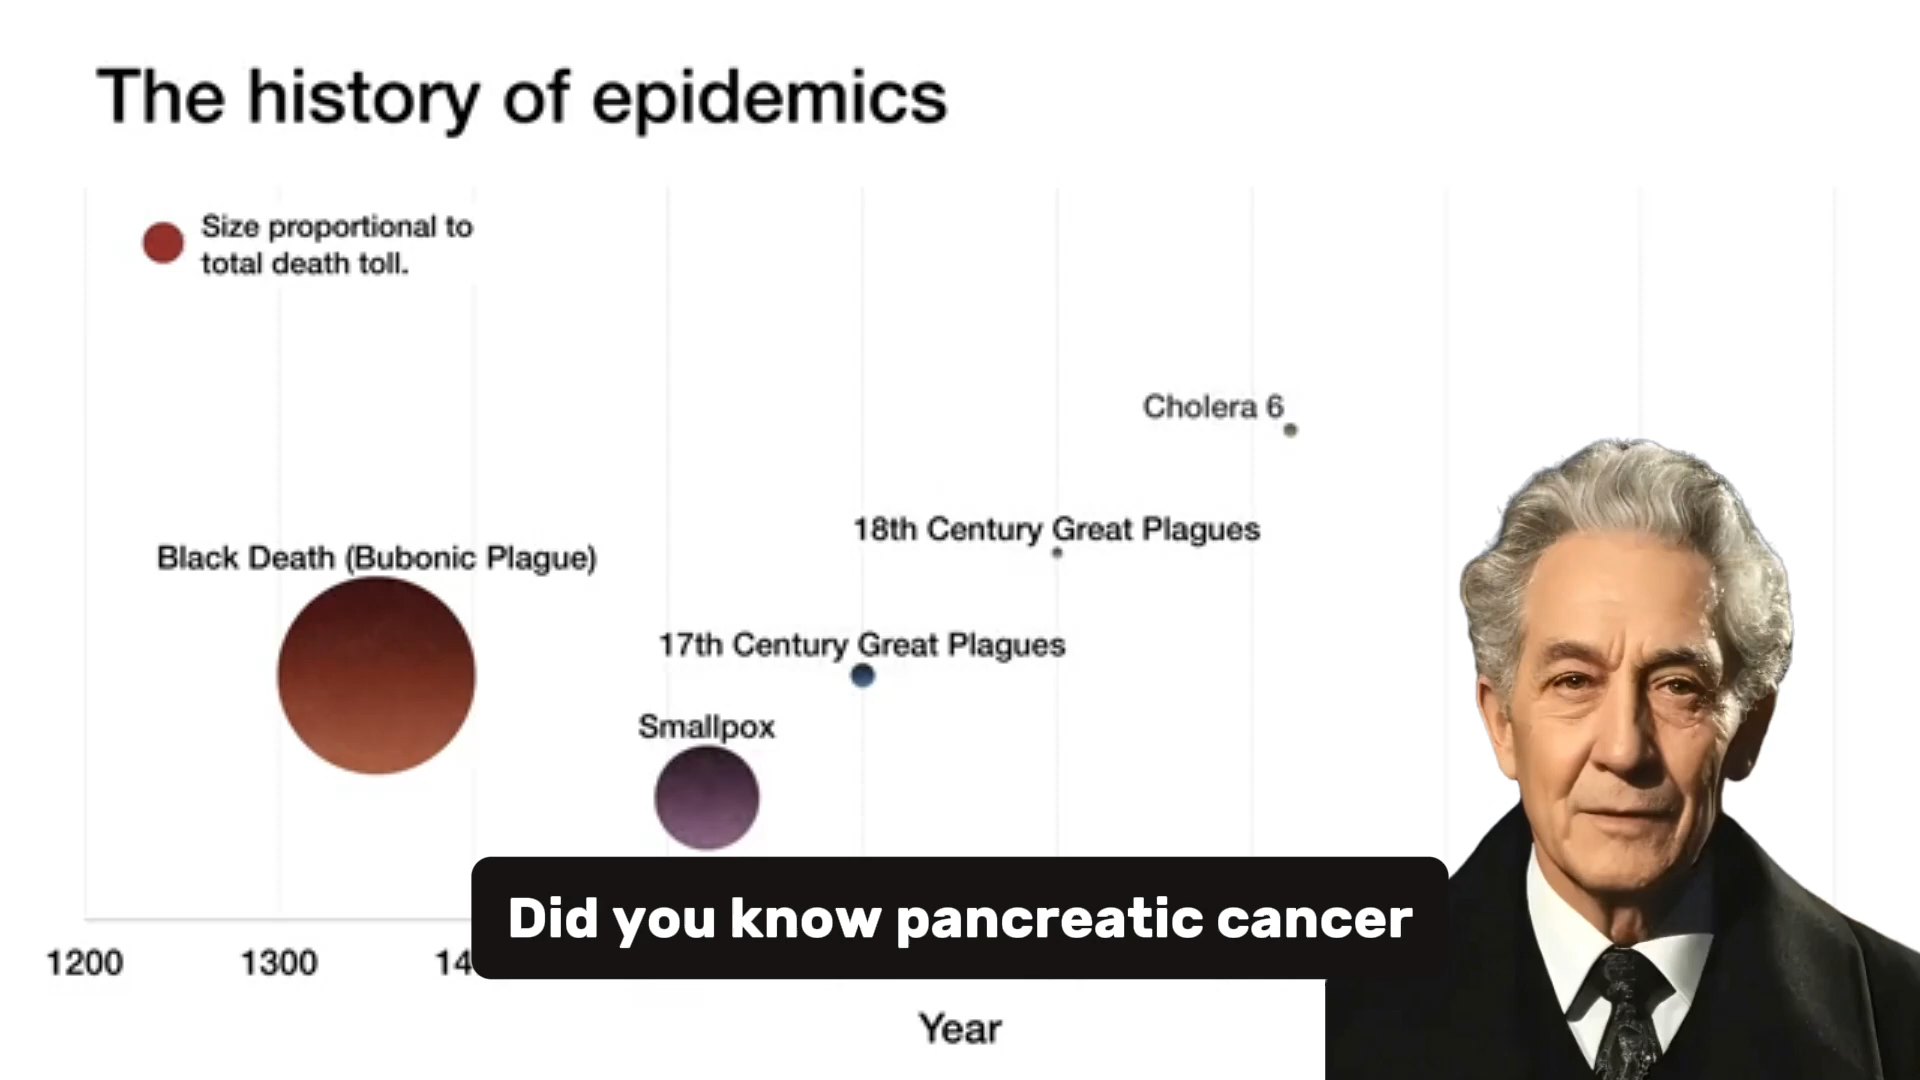 The history of epidemics
Size proportional to
total death toll.
Cholera 6
18th Century Great Plagues
Black Death (Bubonic Plague)
17th Century Great Plagues
Smallpox
Did you know pancreatic cancer
1200 1300
Year